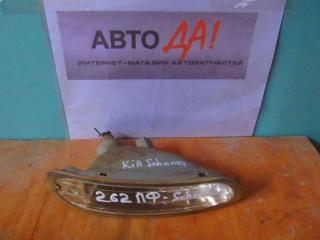 АВТО ДА!
ИНТЕРНЕТ-МАГАЗИН АВТОЗАПЧАСТЕЙ
KiA Schuma
262 ПФ-